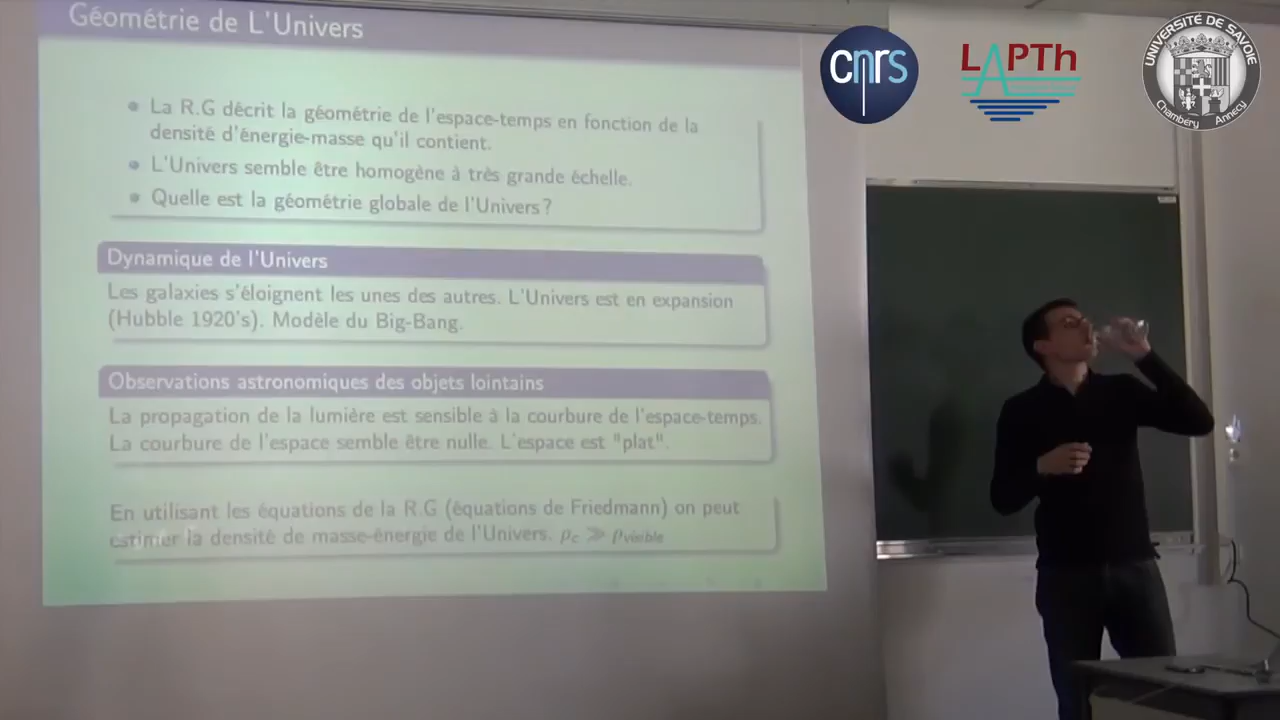 Géométrie de L'Univers
cnrs
LAPTh
UNIVERSITÉ DE SAVOIE
Chambéry Annecy
• La R.G décrit la géométrie de l'espace-temps en fonction de la
densité d'énergie-masse qu'il contient.
• L'Univers semble être homogène à très grande échelle.
• Quelle est la géométrie globale de l'Univers ?
Dynamique de l'Univers
Les galaxies s'éloignent les unes des autres. L'Univers est en expansion
(Hubble 1920's). Modèle du Big-Bang.
Observations astronomiques des objets lointains
La propagation de la lumière est sensible à la courbure de l'espace-temps.
La courbure de l'espace semble être nulle. L'espace est "plat".
En utilisant les équations de la R.G (équations de Friedmann) on peut
estimer la densité de masse-énergie de l'Univers. ρc ≫ ρvisible